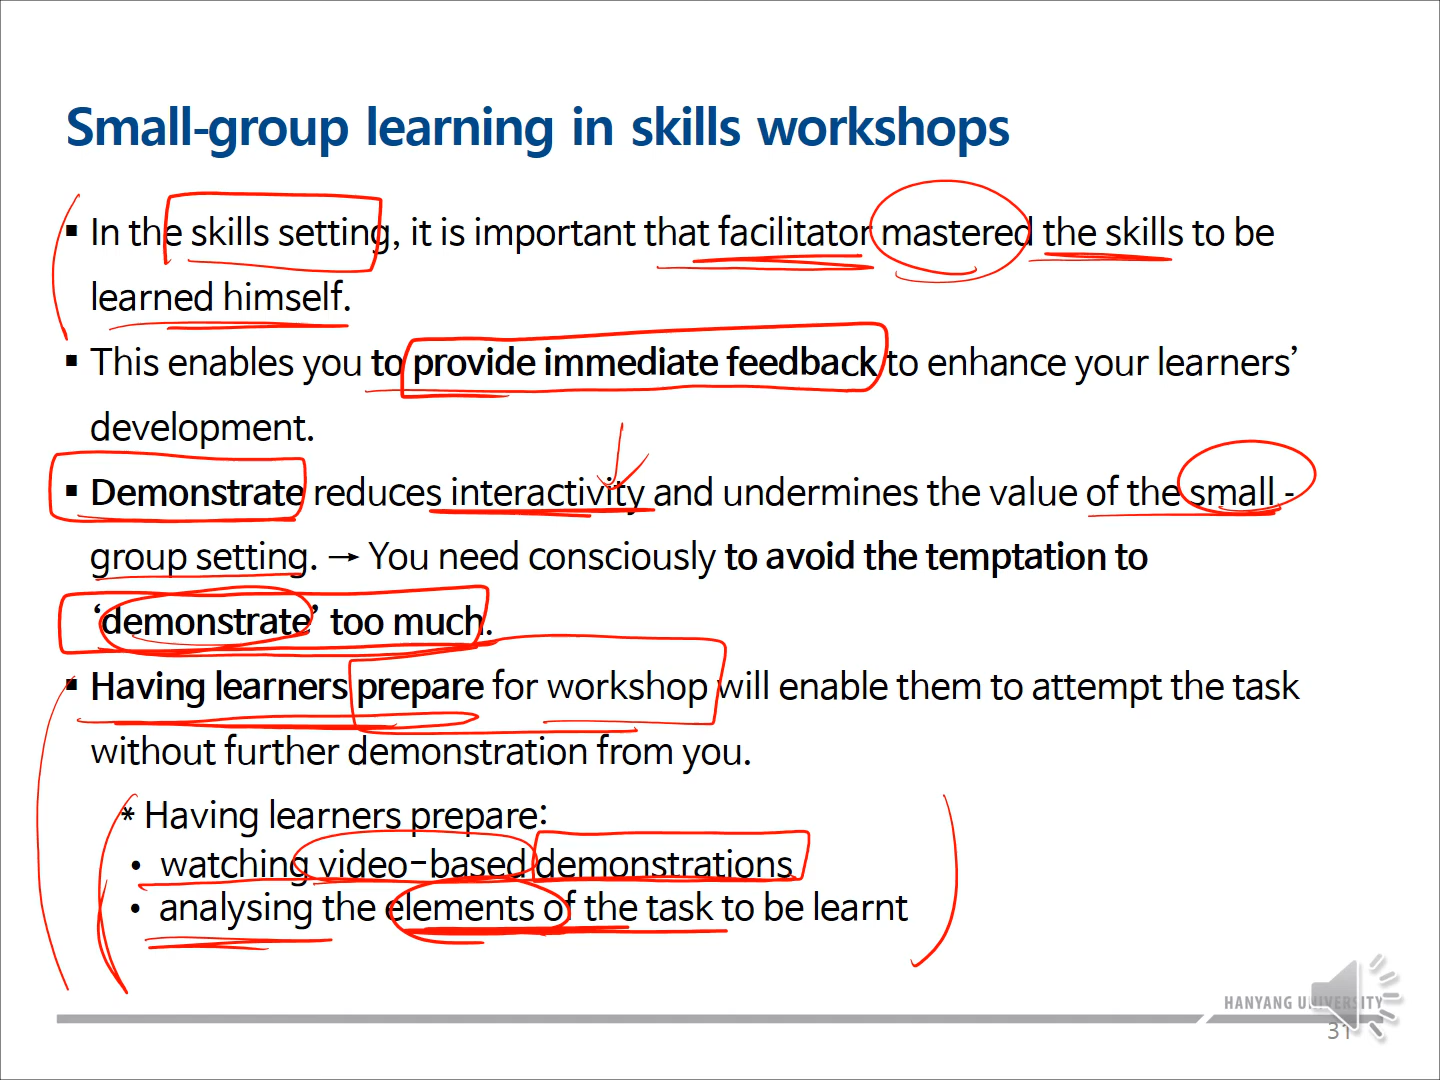 Small-group learning in skills workshops
▪ In the skills setting, it is important that facilitator mastered the skills to be
learned himself.
▪ This enables you to provide immediate feedback to enhance your learners’
development.
▪ Demonstrate reduces interactivity and undermines the value of the small -
group setting. → You need consciously to avoid the temptation to
‘demonstrate’ too much.
▪ Having learners prepare for workshop will enable them to attempt the task
without further demonstration from you.
* Having learners prepare:
• watching video-based demonstrations
• analysing the elements of the task to be learnt
HANYANG UNIVERSITY
31